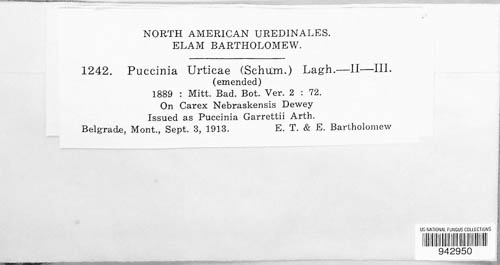 NORTH AMERICAN UREDINALES.
ELAM BARTHOLOMEW.
1242. Puccinia Urticae (Schum.) Lagh.—II—III.
(emended)
1889 : Mitt. Bad. Bot. Ver. 2 : 72.
On Carex Nebraskensis Dewey
Issued as Puccinia Garrettii Arth.
Belgrade, Mont., Sept. 3, 1913. E. T. & E. Bartholomew
US NATIONAL FUNGUS COLLECTIONS
942950